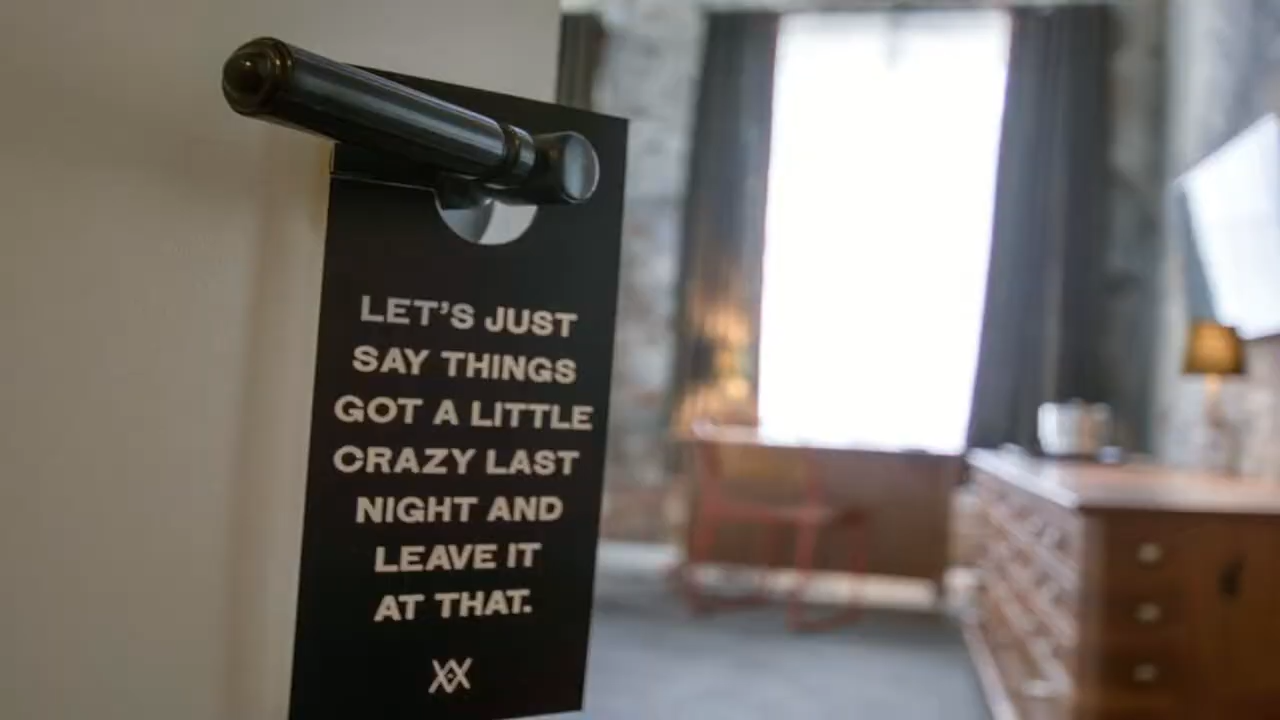 LET'S JUST
SAY THINGS
GOT A LITTLE
CRAZY LAST
NIGHT AND
LEAVE IT
AT THAT.